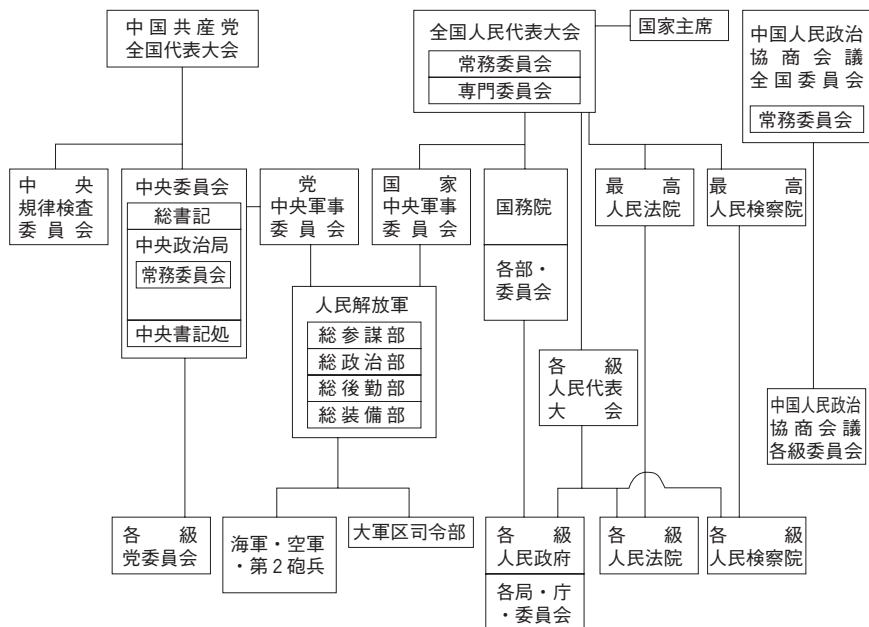 中国共産党
全国代表大会
全国人民代表大会
常務委員会
専門委員会
国家主席
中国人民政治
協商会議
全国委員会
常務委員会
中央
規律検査
委員会
中央委員会
総書記
中央政治局
常務委員会
中央書記処
党
中央軍事
委員会
国家
中央軍事
委員会
国務院
各部・
委員会
最高
人民法院
最高
人民検察院
人民解放軍
総参謀部
総政治部
総後勤部
総装備部
各級
人民代表
大会
中国人民政治
協商会議
各級委員会
各級
党委員会
海軍・空軍
・第2砲兵
大軍区司令部
各級
人民政府
各局・庁
・委員会
各級
人民法院
各級
人民検察院